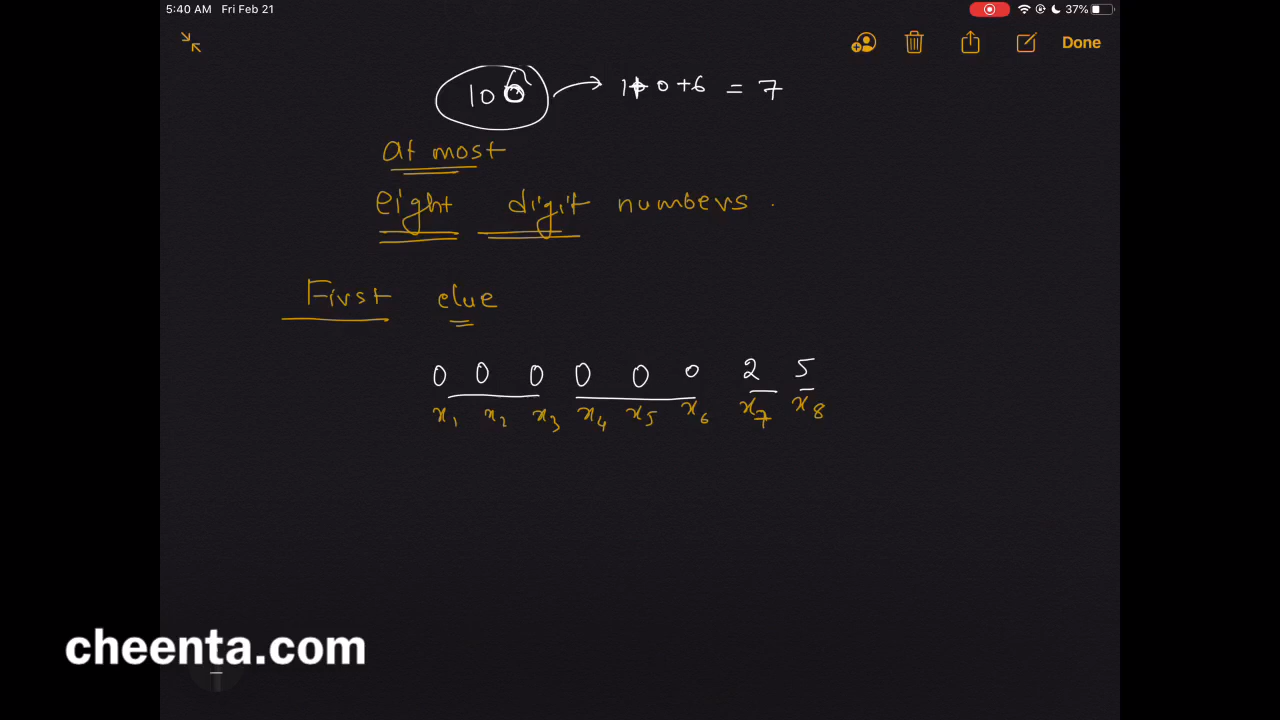 5:40 AM Fri Feb 21 37%
Done
106 → 1+0+6 = 7
at most
eight digit numbers.
First clue
0 0 0 0 0 0 2 5
x1 x2 x3 x4 x5 x6 x7 x8
cheenta.com